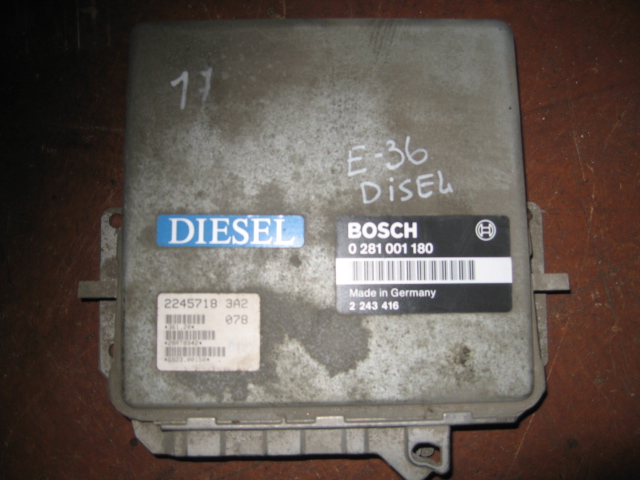 17
E-36
DiSEL
DIESEL
BOSCH
0 281 001 180
Made in Germany
2 243 416
2245718 3A2
078